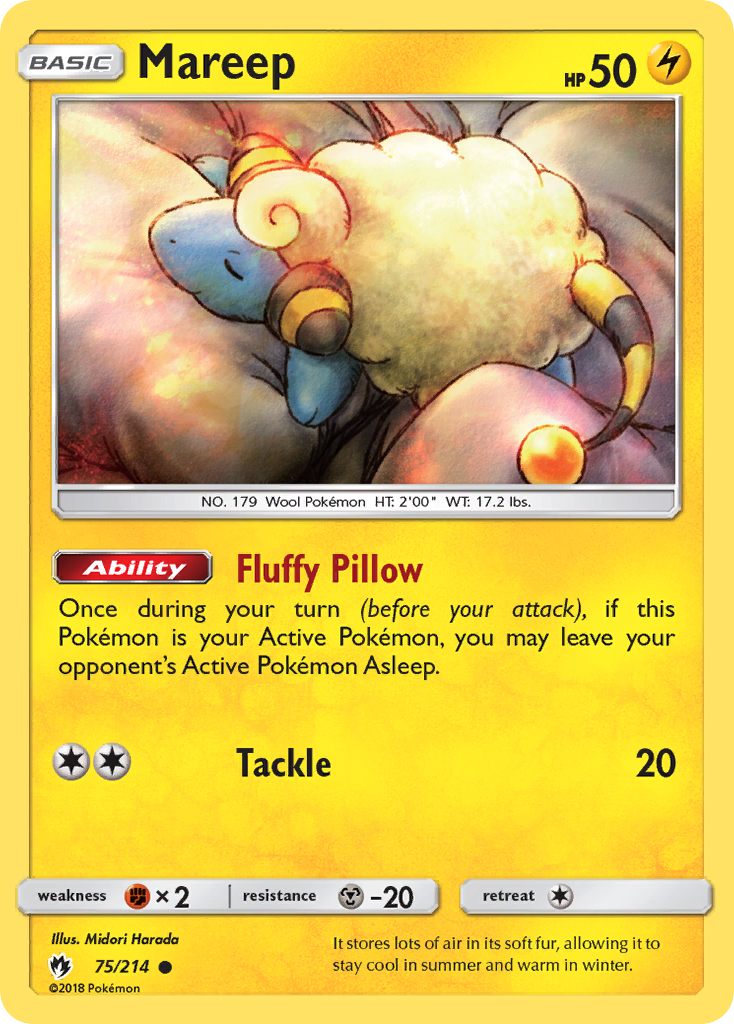 BASIC Mareep HP 50
NO. 179 Wool Pokémon HT: 2'00" WT: 17.2 lbs.
Ability Fluffy Pillow
Once during your turn (before your attack), if this
Pokémon is your Active Pokémon, you may leave your
opponent's Active Pokémon Asleep.
Tackle 20
weakness ×2 resistance -20 retreat
Illus. Midori Harada
75/214
©2018 Pokémon
It stores lots of air in its soft fur, allowing it to
stay cool in summer and warm in winter.